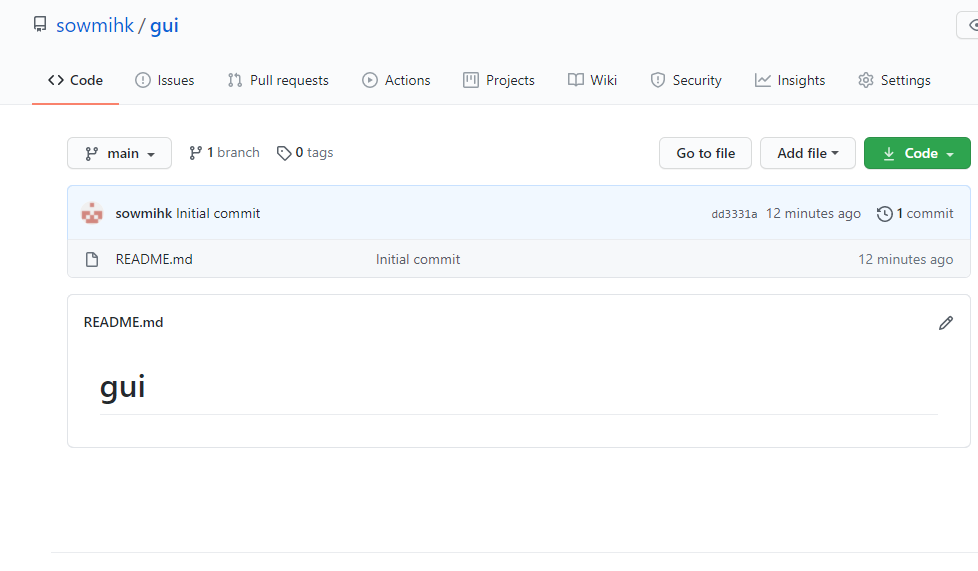 sowmihk / gui
Code Issues Pull requests Actions Projects Wiki Security Insights Settings
main 1 branch 0 tags Go to file Add file Code
sowmihk Initial commit dd3331a 12 minutes ago 1 commit
README.md Initial commit 12 minutes ago
README.md
gui